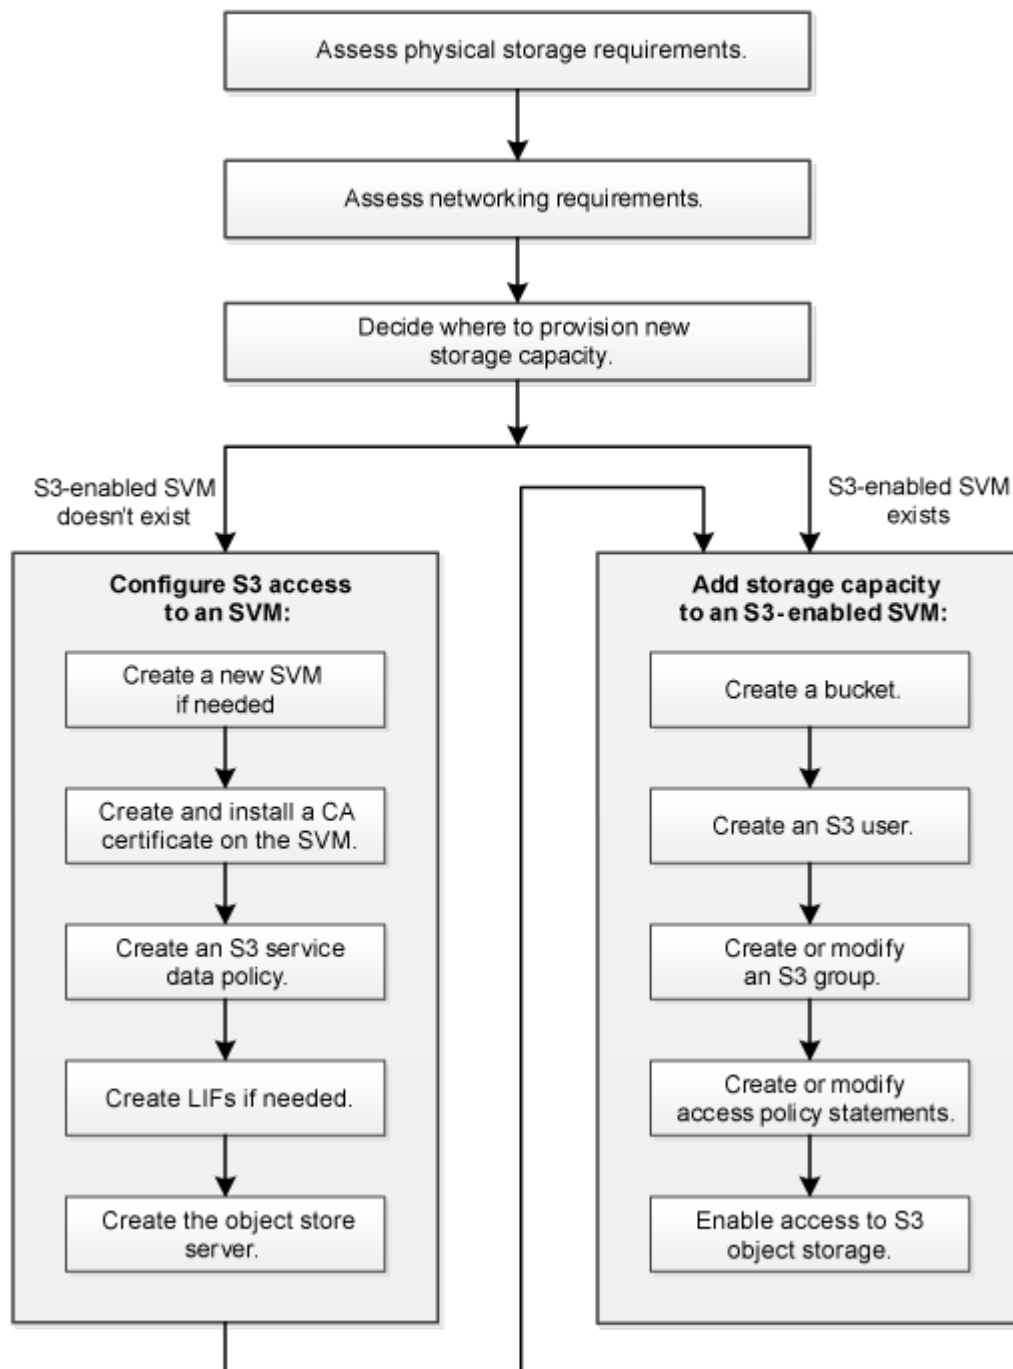 Assess physical storage requirements.
Assess networking requirements.
Decide where to provision new
storage capacity.
S3-enabled SVM
doesn't exist
S3-enabled SVM
exists
Configure S3 access
to an SVM:
Create a new SVM
if needed
Create and install a CA
certificate on the SVM.
Create an S3 service
data policy.
Create LIFs if needed.
Create the object store
server.
Add storage capacity
to an S3-enabled SVM:
Create a bucket.
Create an S3 user.
Create or modify
an S3 group.
Create or modify
access policy statements.
Enable access to S3
object storage.